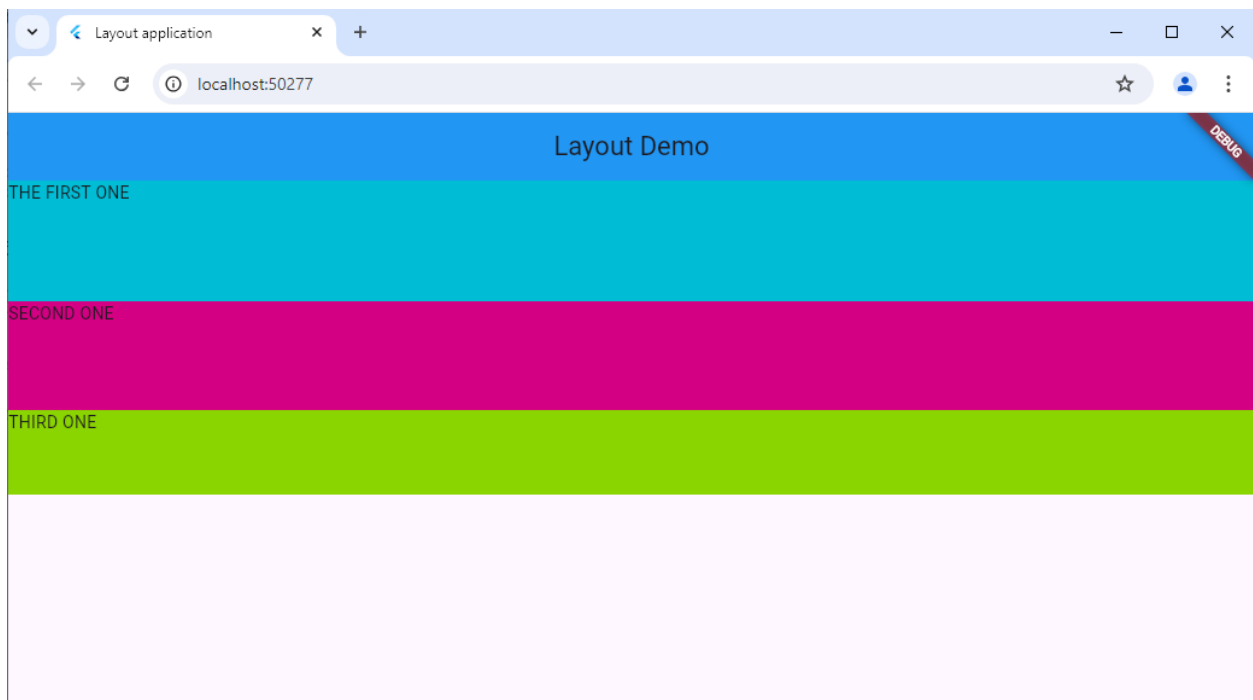 Layout application
localhost:50277
Layout Demo
DEBUG
THE FIRST ONE
SECOND ONE
THIRD ONE